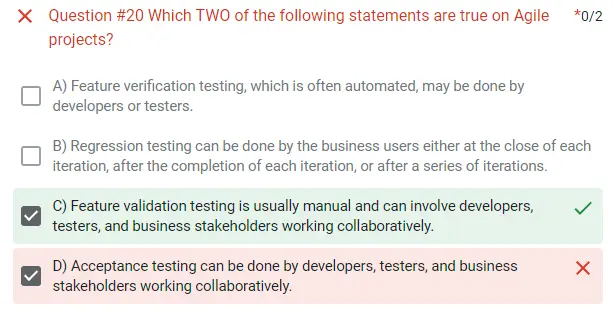 Question #20 Which TWO of the following statements are true on Agile *0/2
projects?
A) Feature verification testing, which is often automated, may be done by
developers or testers.
B) Regression testing can be done by the business users either at the close of each
iteration, after the completion of each iteration, or after a series of iterations.
C) Feature validation testing is usually manual and can involve developers,
testers, and business stakeholders working collaboratively.
D) Acceptance testing can be done by developers, testers, and business
stakeholders working collaboratively.